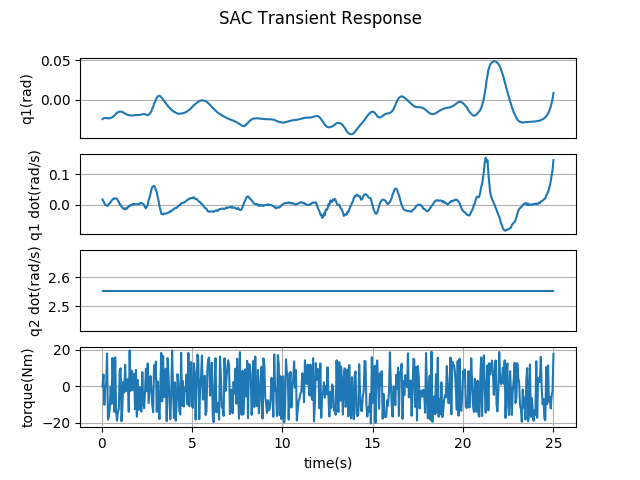 SAC Transient Response
0.05
0.00
q1(rad)
0.1
0.0
q1 dot(rad/s)
2.6
2.5
q2 dot(rad/s)
20
0
−20
torque(Nm)
0 5 10 15 20 25
time(s)